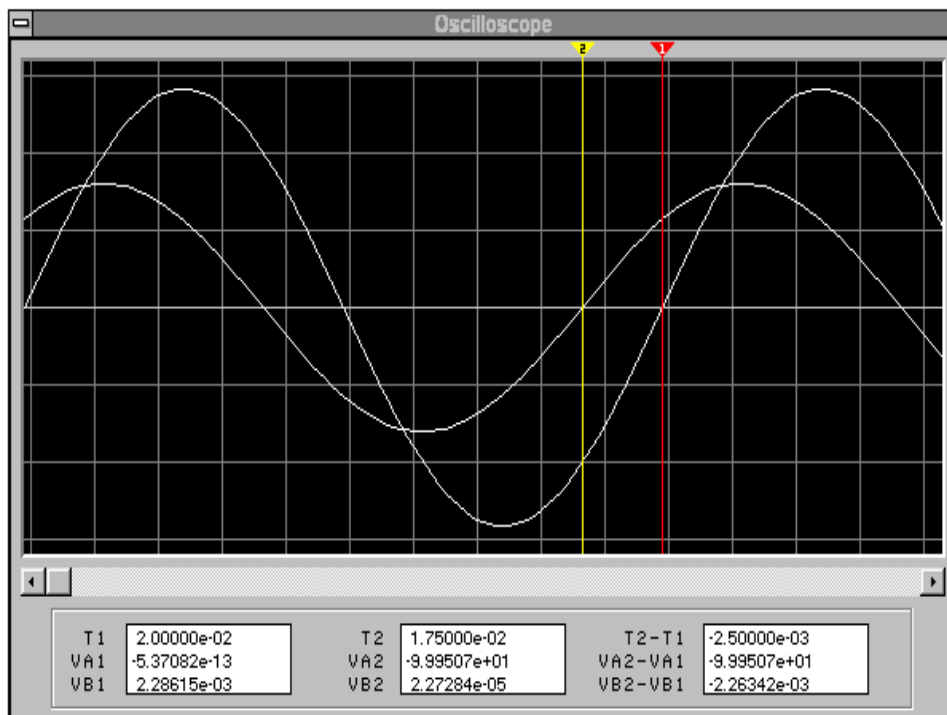 Oscilloscope
2 1
T1 2.00000e-02 T2 1.75000e-02 T2-T1 -2.50000e-03
VA1 -5.37082e-13 VA2 -9.99507e+01 VA2-VA1 -9.99507e+01
VB1 2.28615e-03 VB2 2.27284e-05 VB2-VB1 -2.26342e-03